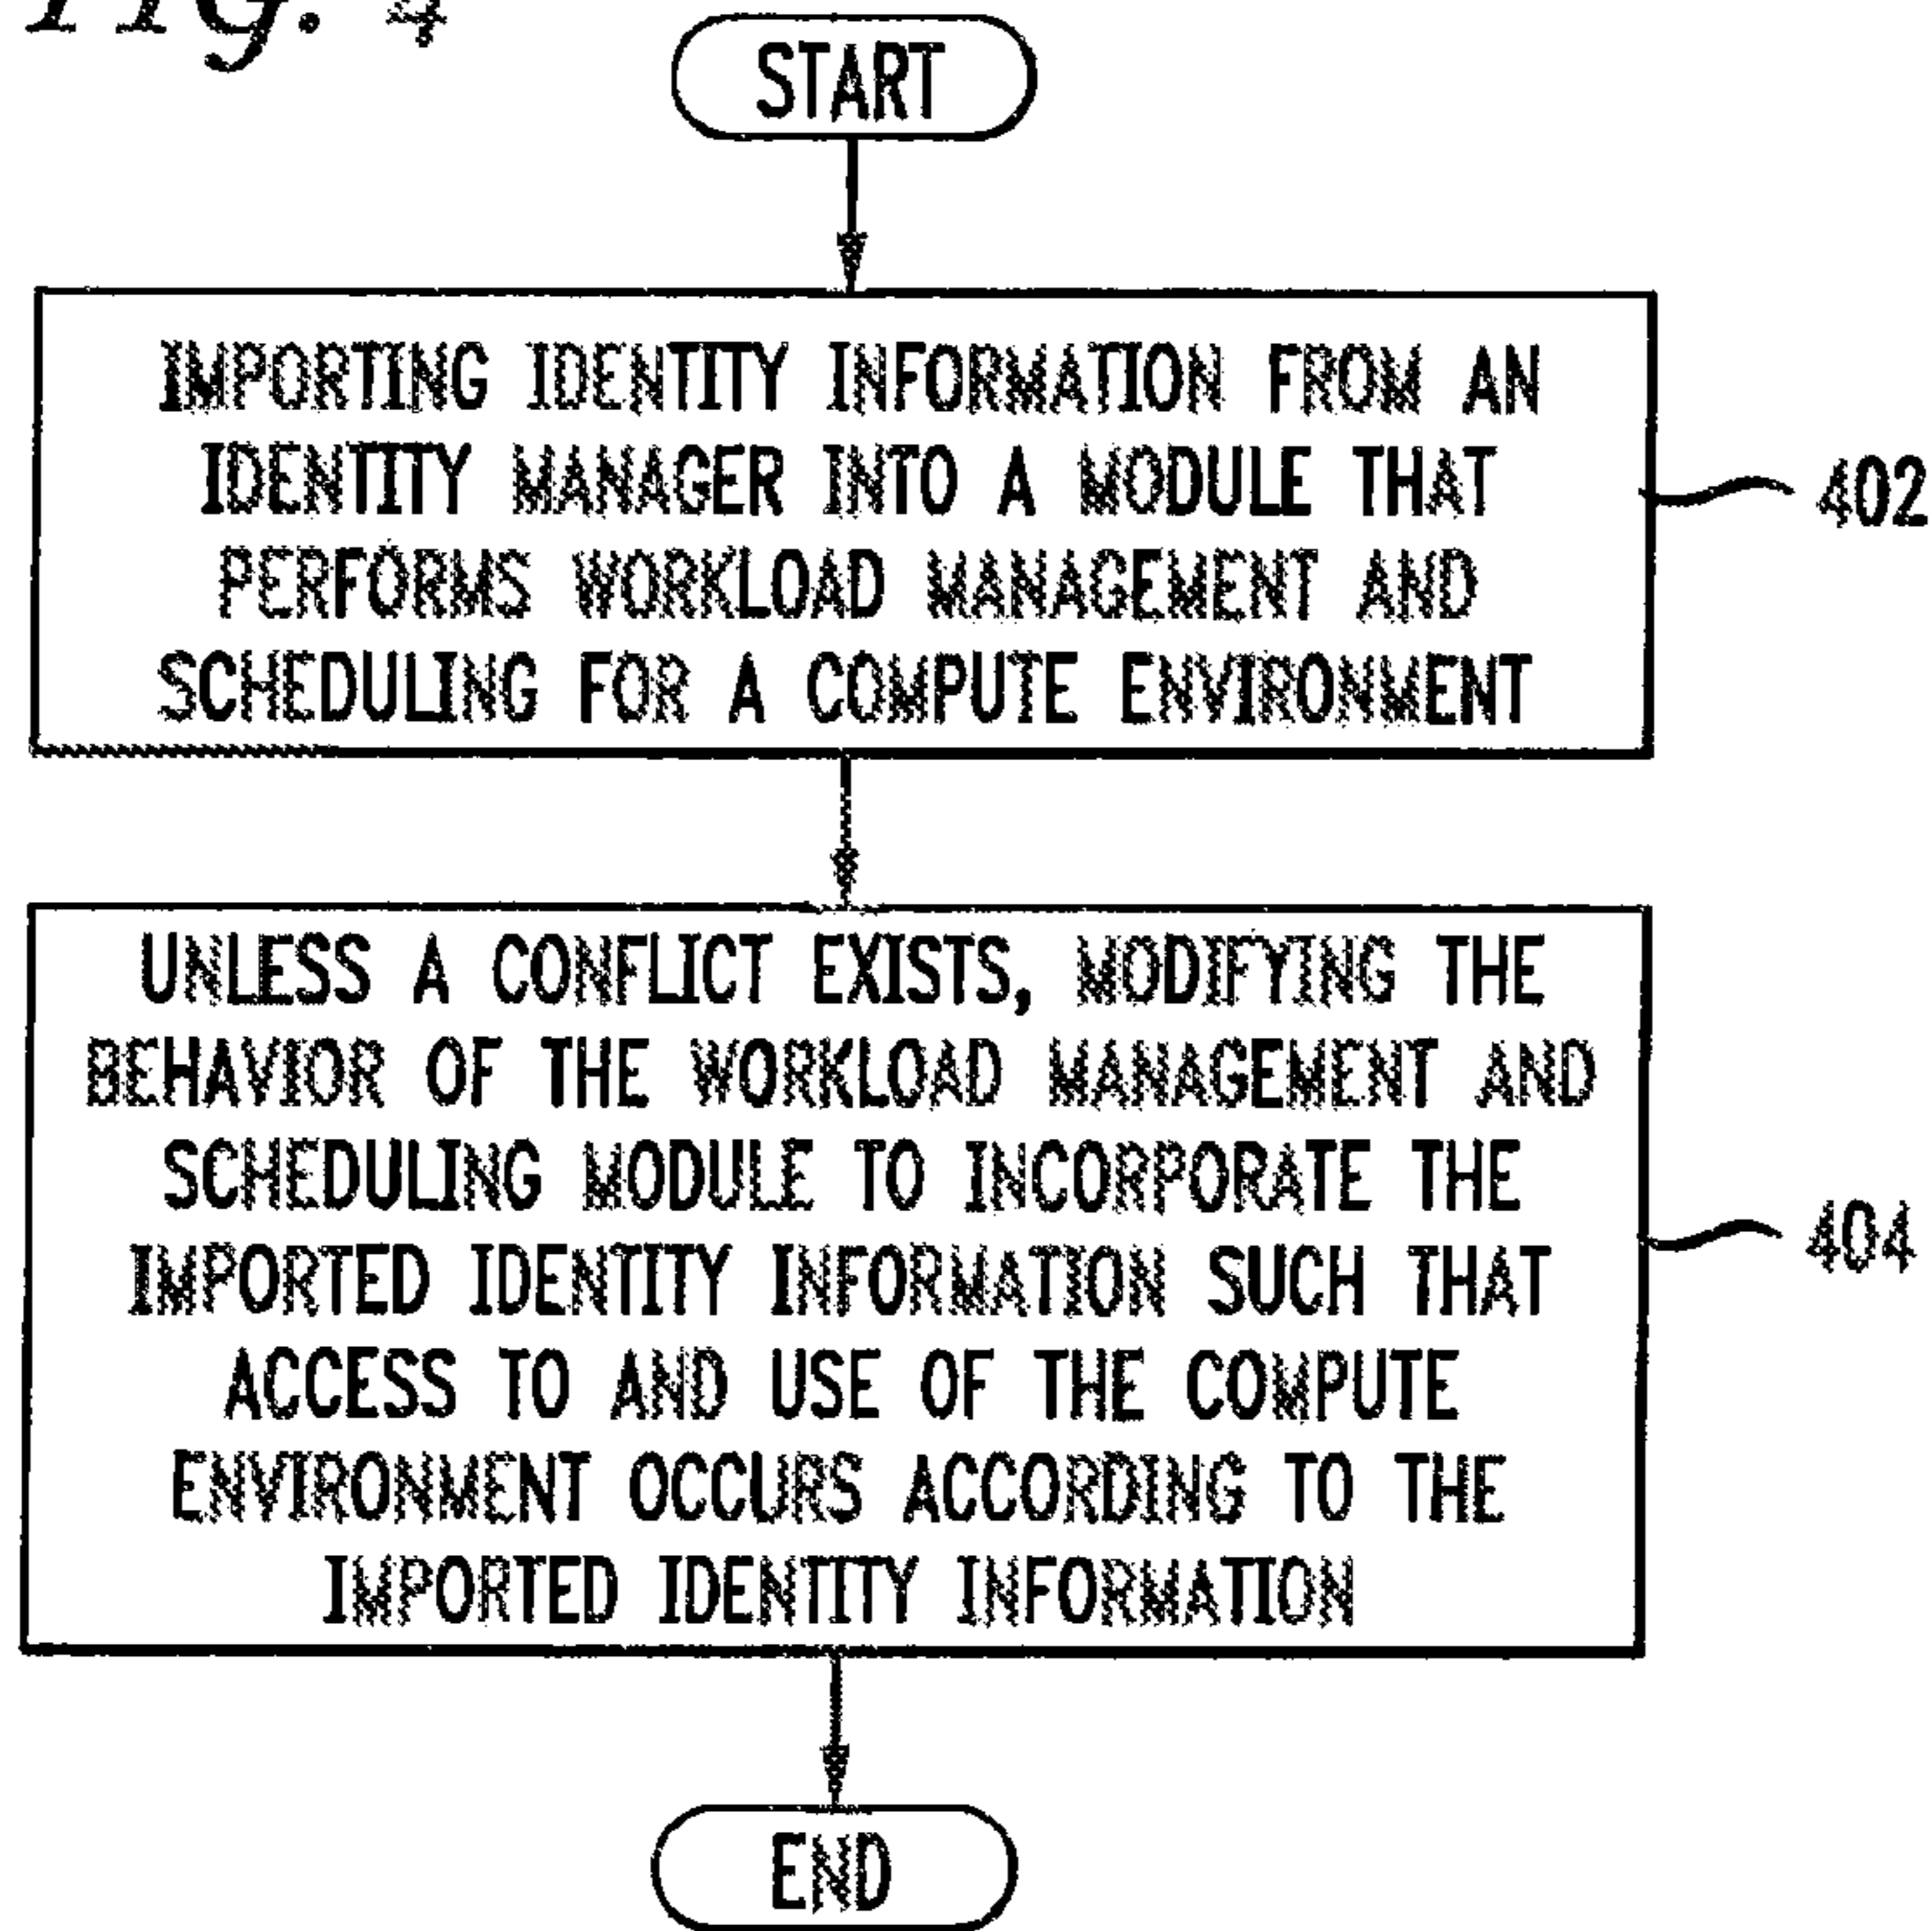 FIG. 4
START
IMPORTING IDENTITY INFORMATION FROM AN
IDENTITY MANAGER INTO A MODULE THAT
PERFORMS WORKLOAD MANAGEMENT AND
SCHEDULING FOR A COMPUTE ENVIRONMENT
402
UNLESS A CONFLICT EXISTS, MODIFYING THE
BEHAVIOR OF THE WORKLOAD MANAGEMENT AND
SCHEDULING MODULE TO INCORPORATE THE
IMPORTED IDENTITY INFORMATION SUCH THAT
ACCESS TO AND USE OF THE COMPUTE
ENVIRONMENT OCCURS ACCORDING TO THE
IMPORTED IDENTITY INFORMATION
404
END